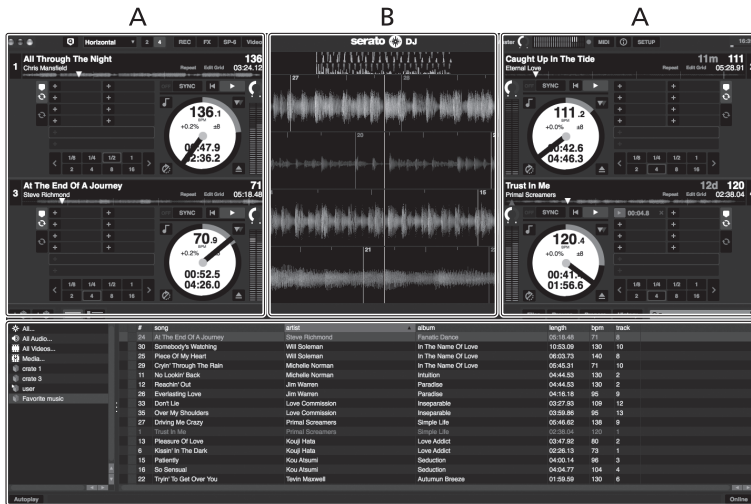 A B A
Horizontal 2 4 REC FX SP-6 Video
serato DJ
MIDI SETUP
All Through The Night 136
1 Chris Mansfield Repeat Edit Grid 03:24.12
SYNC
136.1
BPM
+0.2% ±8
02:36.2
1/8 1/4 1/2 1
2 4 8 16
At The End Of A Journey 71
3 Steve Richmond Repeat Edit Grid 05:18.48
SYNC
70.9
BPM
+0.2% ±8
00:52.5
04:26.0
1/8 1/4 1/2 1
2 4 8 16
27 28
20
15
21
Caught Up In The Tide 11m 111
Eternal Love Repeat Edit Grid 05:28.91
SYNC
111.2
BPM
+0.2% ±8
00:42.6
04:46.3
1/8 1/4 1/2 1
2 4 8 16
Trust In Me 12d 120
Primal Screamers Repeat Edit Grid 02:38.04
SYNC
00:04.8
120.4
BPM
+0.0% ±8
01:56.6
1/8 1/4 1/2 1
2 4 8 16
All...
All Audio...
All Videos...
Media...
crate 1
crate 3
user
Favorite music
# song artist album length bpm track
24 At The End Of A Journey Steve Richmond Fanatic Dance 05:18.48 71 8
30 Somebody's Watching Will Soleman In The Name Of Love 10:53.09 130 10
25 Piece Of My Heart Will Soleman In The Name Of Love 06:03.73 140 8
29 Cryin' Through The Rain Michelle Norman In The Name Of Love 05:45.31 71 10
11 No Lookin' Back Michelle Norman Intuition 04:44.53 130 2
12 Reachin' Out Jim Warren Paradise 04:44.53 130 2
26 Everlasting Love Jim Warren Paradise 04:16.18 95 9
33 Don't Lie Love Commission Inseparable 03:27.93 109 12
35 Over My Shoulders Love Commission Inseparable 03:59.86 95 13
27 Driving Me Crazy Primal Screamers Simple Life 05:46.62 138 9
1 Trust In Me Primal Screamers Simple Life 02:38.04 120 1
13 Pleasure Of Love Kouji Hata Love Addict 03:47.92 80 2
6 Kissin' In The Dark Kouji Hata Love Addict 02:26.13 73 1
15 Patiently Kou Atsumi Seduction 04:00.14 96 3
16 So Sensual Kou Atsumi Seduction 04:04.77 104 4
22 Tryin' To Get Over You Tevin Maxwell Autumun Breeze 01:59.59 130 6
Autoplay Online